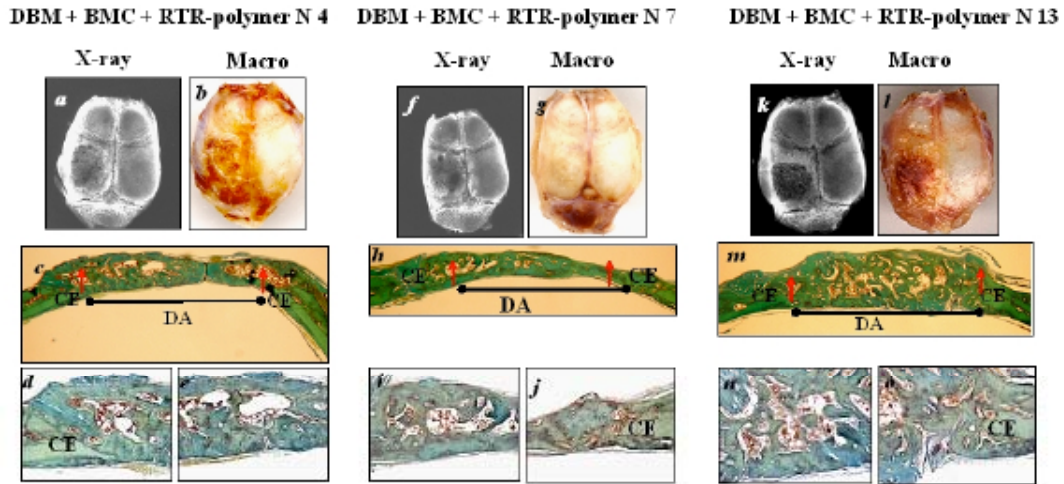 DBM + BMC + RTR-polymer N 4
DBM + BMC + RTR-polymer N 7
DBM + BMC + RTR-polymer N 13
X-ray
Macro
X-ray
Macro
X-ray
Macro
a
b
f
g
k
l
c
CE
CE
DA
h
CE
CE
DA
m
CE
CE
DA
d
CE
e
j
CE
CE